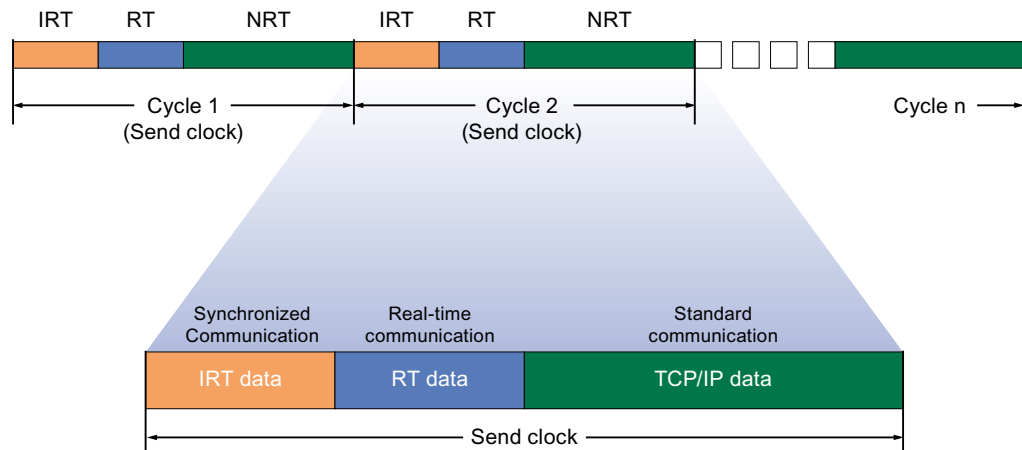 IRT RT NRT IRT RT NRT
Cycle 1
(Send clock)
Cycle 2
(Send clock)
Cycle n
Synchronized
Communication
Real-time
communication
Standard
communication
IRT data
RT data
TCP/IP data
Send clock